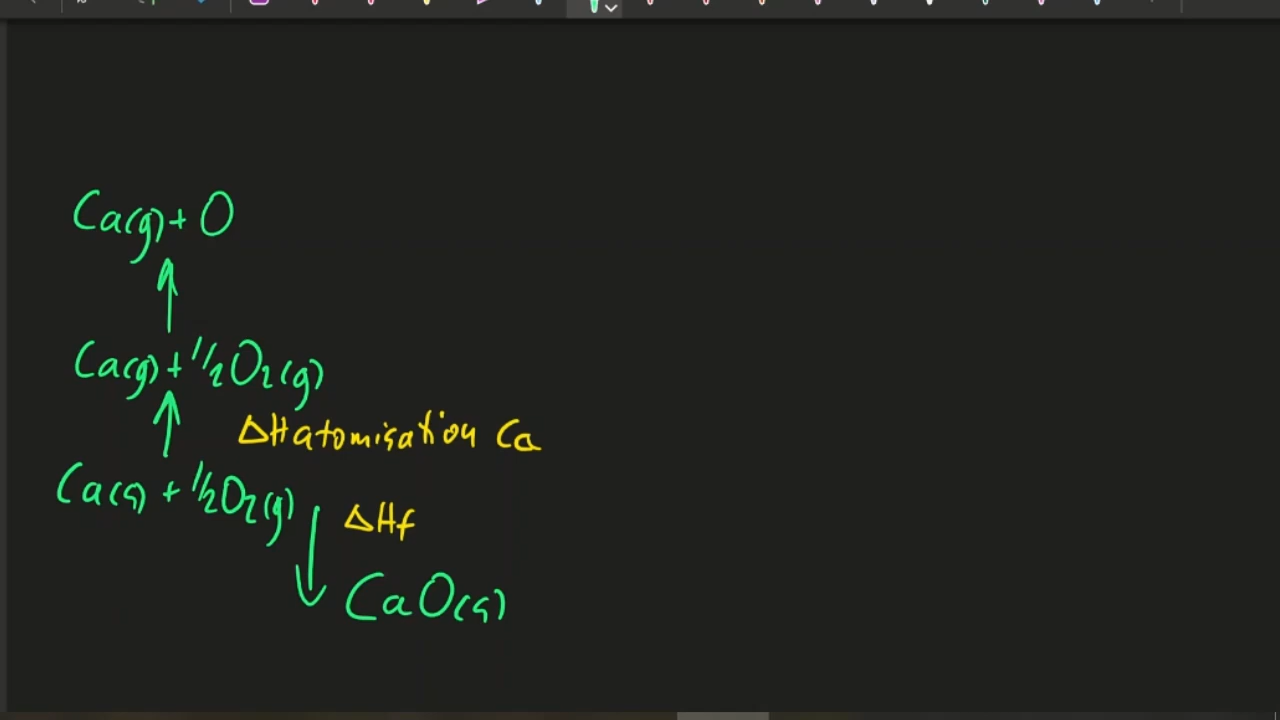 Ca(g) + O
Ca(g) + 1/2O2(g)
ΔHatomisation Ca
Ca(s) + 1/2O2(g)
ΔHf
CaO(s)